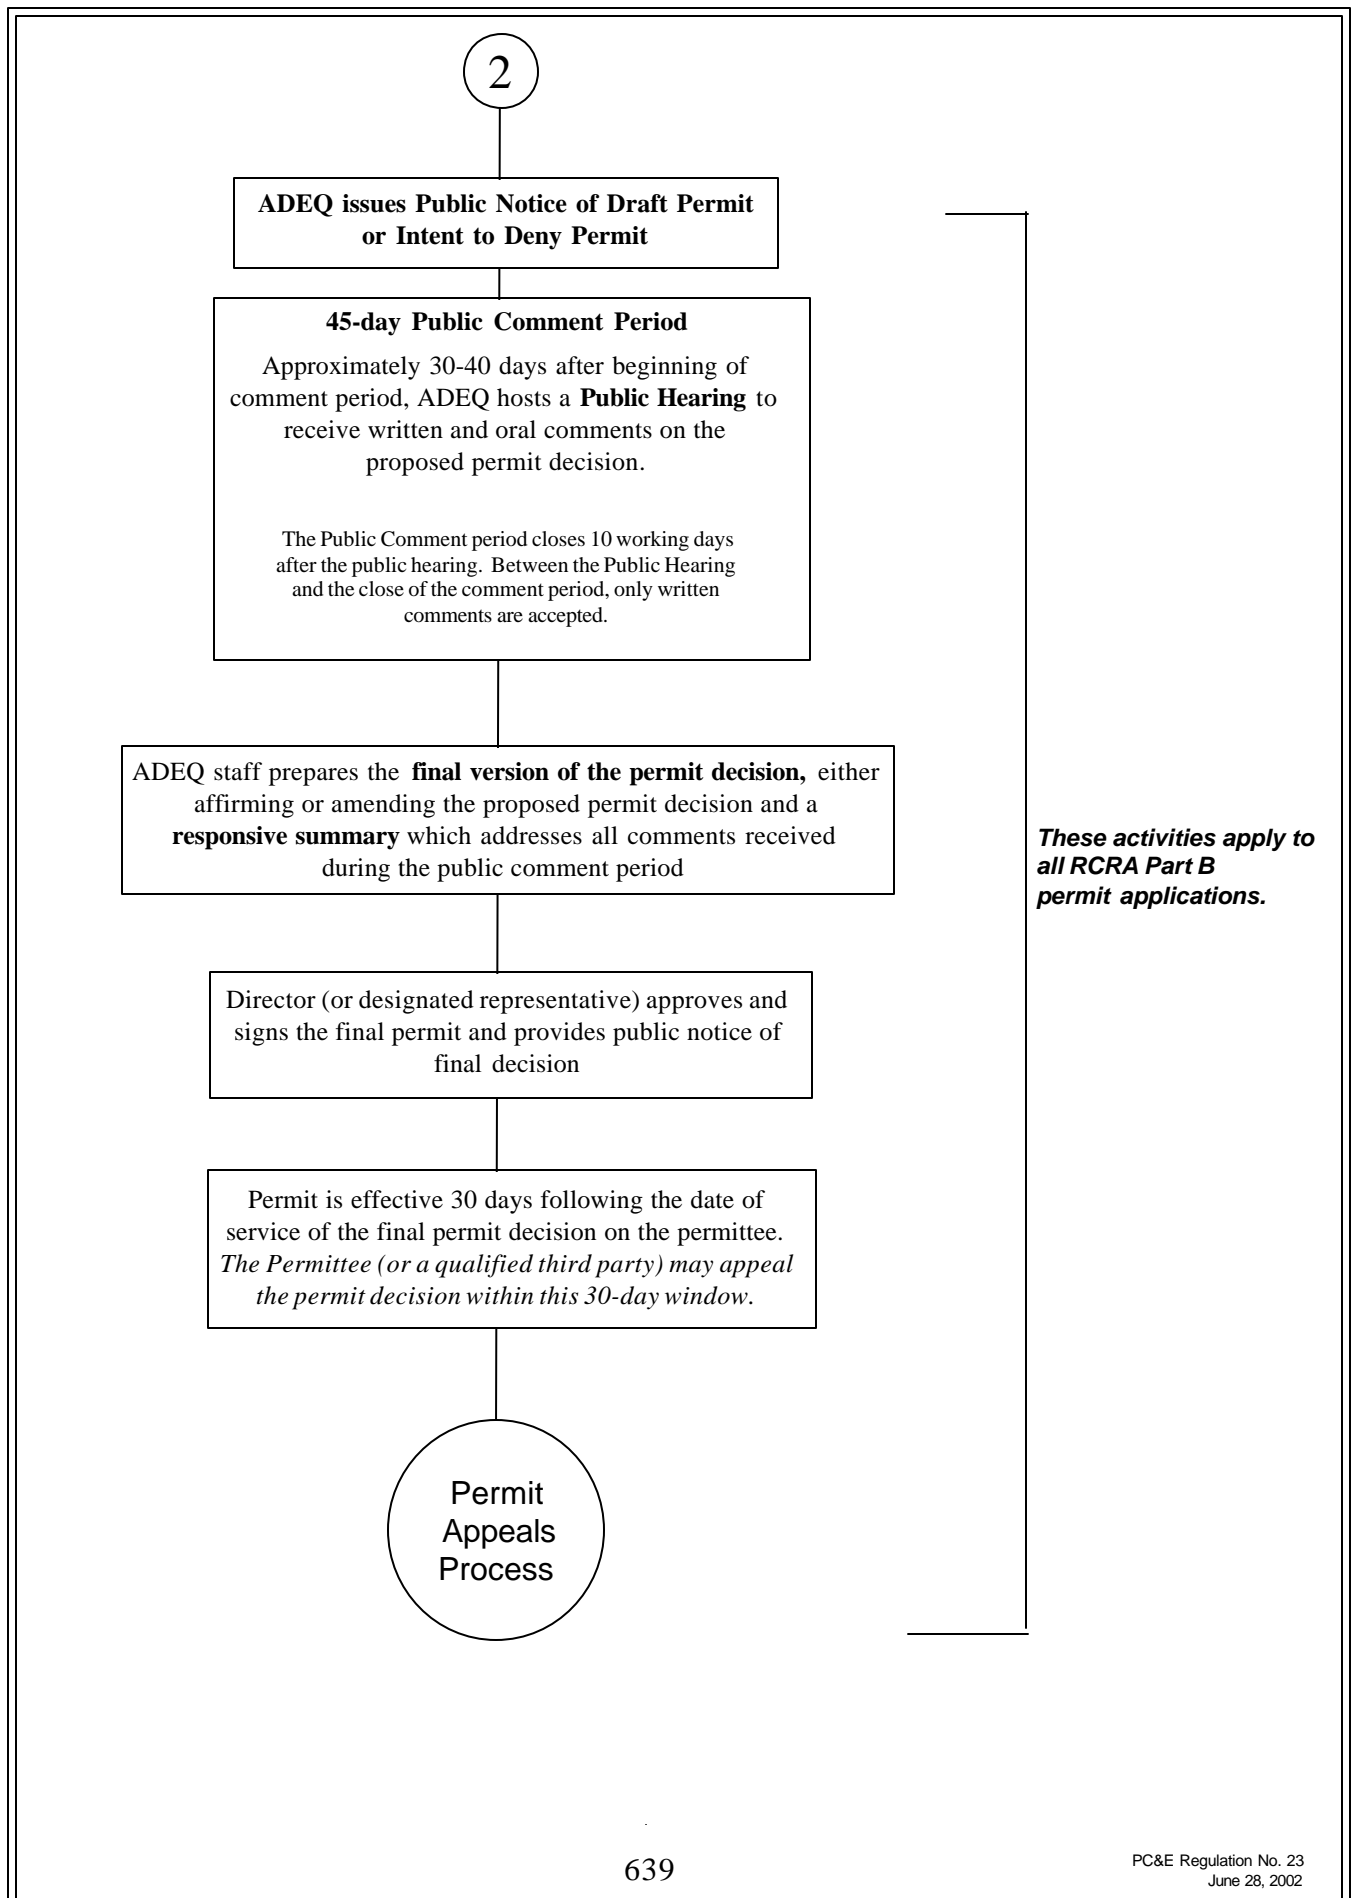 2
ADEQ issues Public Notice of Draft Permit
or Intent to Deny Permit
45-day Public Comment Period
Approximately 30-40 days after beginning of
comment period, ADEQ hosts a Public Hearing to
receive written and oral comments on the
proposed permit decision.
The Public Comment period closes 10 working days
after the public hearing. Between the Public Hearing
and the close of the comment period, only written
comments are accepted.
ADEQ staff prepares the final version of the permit decision, either
affirming or amending the proposed permit decision and a
responsive summary which addresses all comments received
during the public comment period
These activities apply to
all RCRA Part B
permit applications.
Director (or designated representative) approves and
signs the final permit and provides public notice of
final decision
Permit is effective 30 days following the date of
service of the final permit decision on the permittee.
The Permittee (or a qualified third party) may appeal
the permit decision within this 30-day window.
Permit
Appeals
Process
639
PC&E Regulation No. 23
June 28, 2002